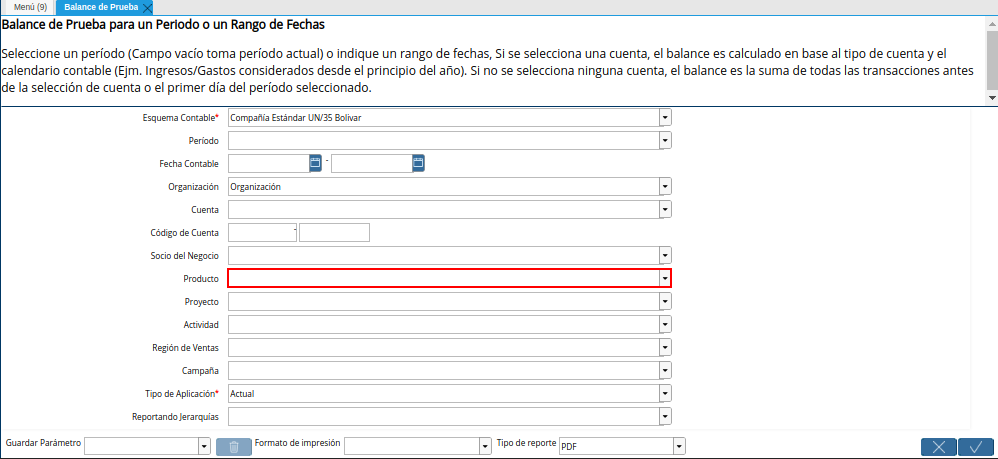 Menú (9)
Balance de Prueba
Balance de Prueba para un Periodo o un Rango de Fechas
Seleccione un período (Campo vacío toma período actual) o indique un rango de fechas, Si se selecciona una cuenta, el balance es calculado en base al tipo de cuenta y el
calendario contable (Ejm. Ingresos/Gastos considerados desde el principio del año). Si no se selecciona ninguna cuenta, el balance es la suma de todas las transacciones antes
de la selección de cuenta o el primer día del período seleccionado.
Esquema Contable* Compañía Estándar UN/35 Bolivar
Período
Fecha Contable -
Organización Organización
Cuenta
Código de Cuenta -
Socio del Negocio
Producto
Proyecto
Actividad
Región de Ventas
Campaña
Tipo de Aplicación* Actual
Reportando Jerarquías
Guardar Parámetro Formato de impresión Tipo de reporte PDF